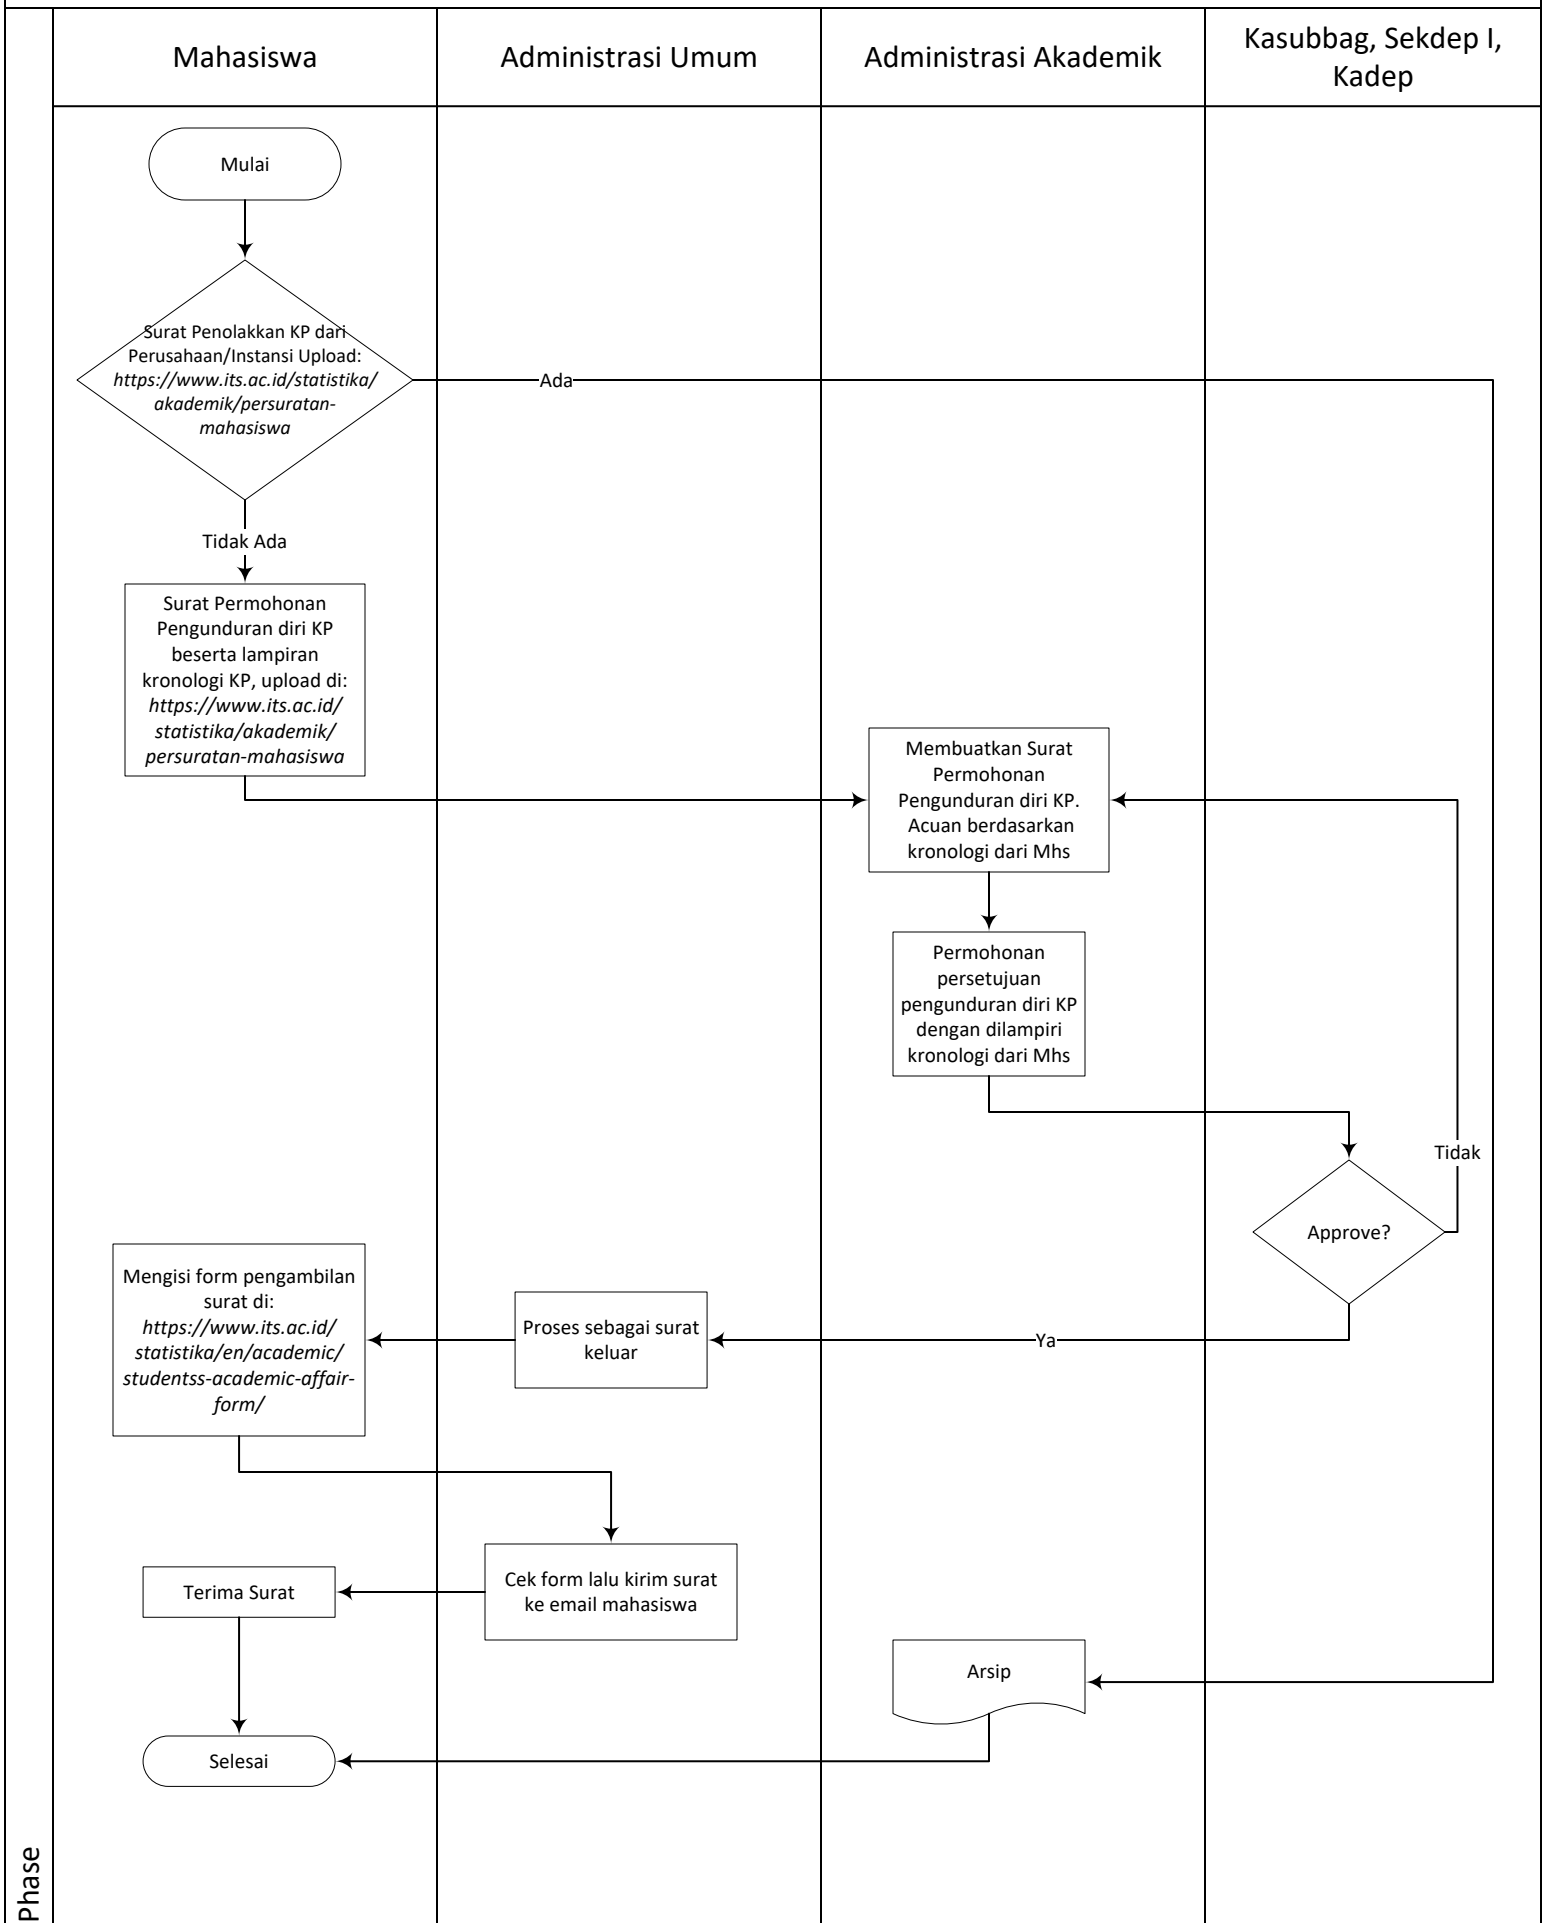 Mahasiswa
Administrasi Umum
Administrasi Akademik
Kasubbag, Sekdep I,
Kadep
Mulai
Surat Penolakkan KP dari
Perusahaan/Instansi Upload:
https://www.its.ac.id/statistika/
akademik/persuratan-
mahasiswa
Ada
Tidak Ada
Surat Permohonan
Pengunduran diri KP
beserta lampiran
kronologi KP, upload di:
https://www.its.ac.id/
statistika/akademik/
persuratan-mahasiswa
Membuatkan Surat
Permohonan
Pengunduran diri KP.
Acuan berdasarkan
kronologi dari Mhs
Permohonan
persetujuan
pengunduran diri KP
dengan dilampiri
kronologi dari Mhs
Tidak
Approve?
Ya
Proses sebagai surat
keluar
Mengisi form pengambilan
surat di:
https://www.its.ac.id/
statistika/en/academic/
studentss-academic-affair-
form/
Cek form lalu kirim surat
ke email mahasiswa
Terima Surat
Arsip
Selesai
Phase